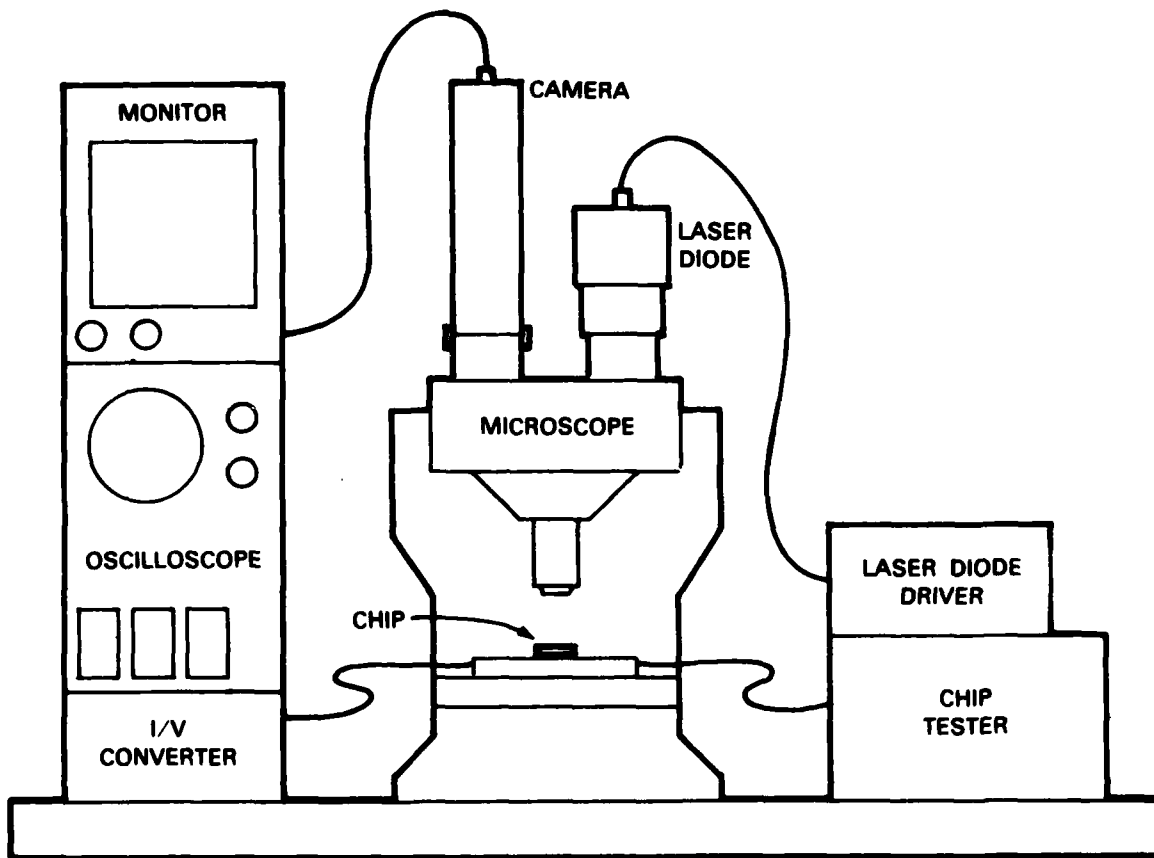 MONITOR
CAMERA
LASER
DIODE
MICROSCOPE
OSCILLOSCOPE
LASER DIODE
DRIVER
CHIP
I/V
CONVERTER
CHIP
TESTER